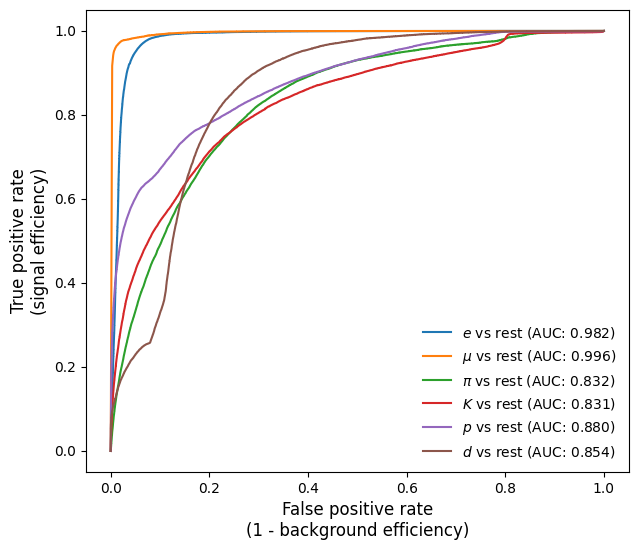 1.0
0.8
0.6
0.4
0.2
0.0
True positive rate
(signal efficiency)
e vs rest (AUC: 0.982)
μ vs rest (AUC: 0.996)
π vs rest (AUC: 0.832)
K vs rest (AUC: 0.831)
p vs rest (AUC: 0.880)
d vs rest (AUC: 0.854)
0.0 0.2 0.4 0.6 0.8 1.0
False positive rate
(1 - background efficiency)